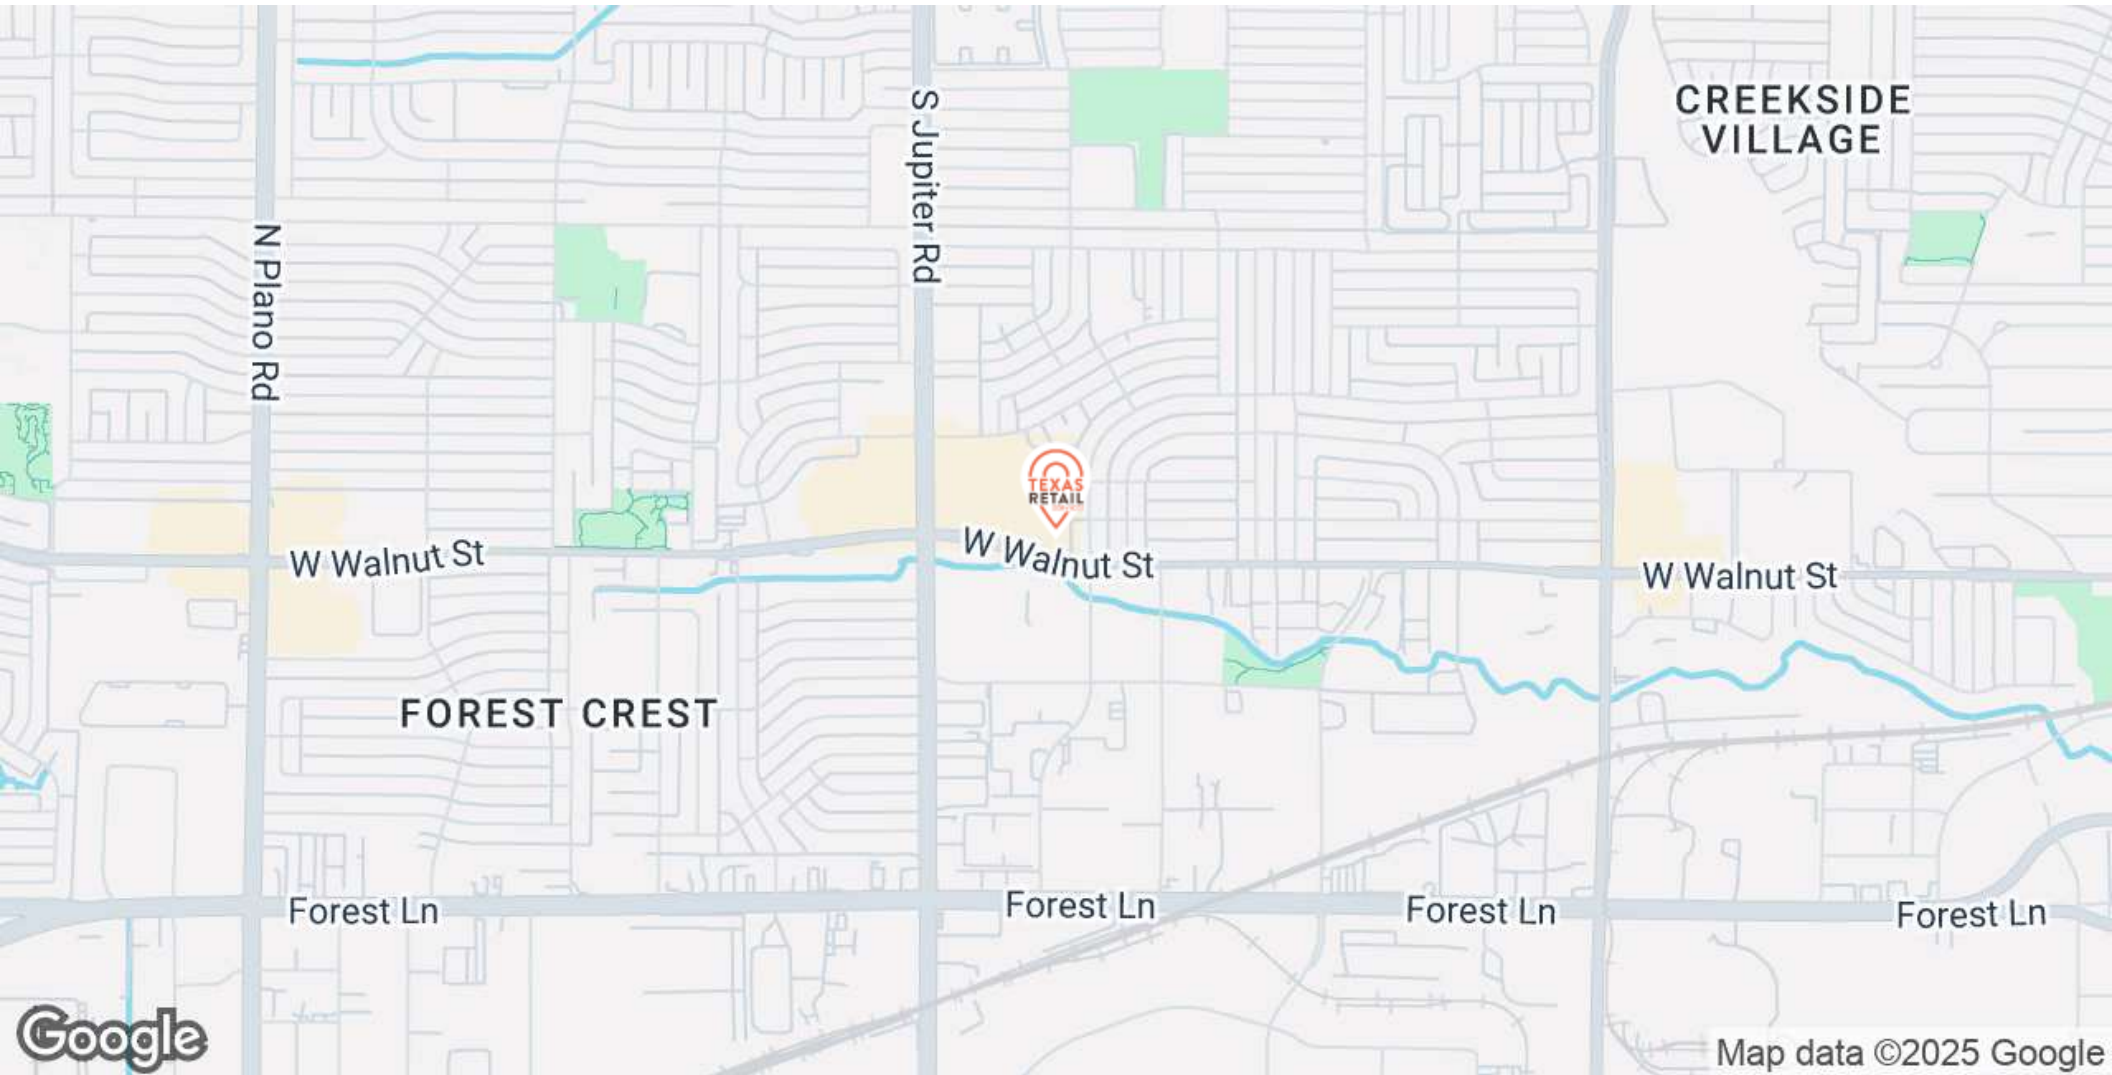 CREEKSIDE
VILLAGE
S Jupiter Rd
N Plano Rd
TEXAS
RETAIL
W Walnut St
W Walnut St
W Walnut St
FOREST CREST
Forest Ln
Forest Ln
Forest Ln
Forest Ln
Google
Map data ©2025 Google